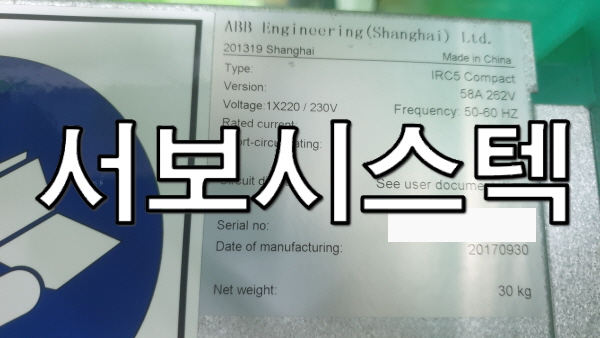 ABB Engineering(Shanghai) Ltd.
201319 Shanghai Made in China
Type: IRC5 Compact
Version: 58A 262V
Voltage:1X220 / 230V Frequency: 50-60 HZ
Rated current
서보시스텍
See user
Serial no:
Date of manufacturing: 20170930
Net weight: 30 kg